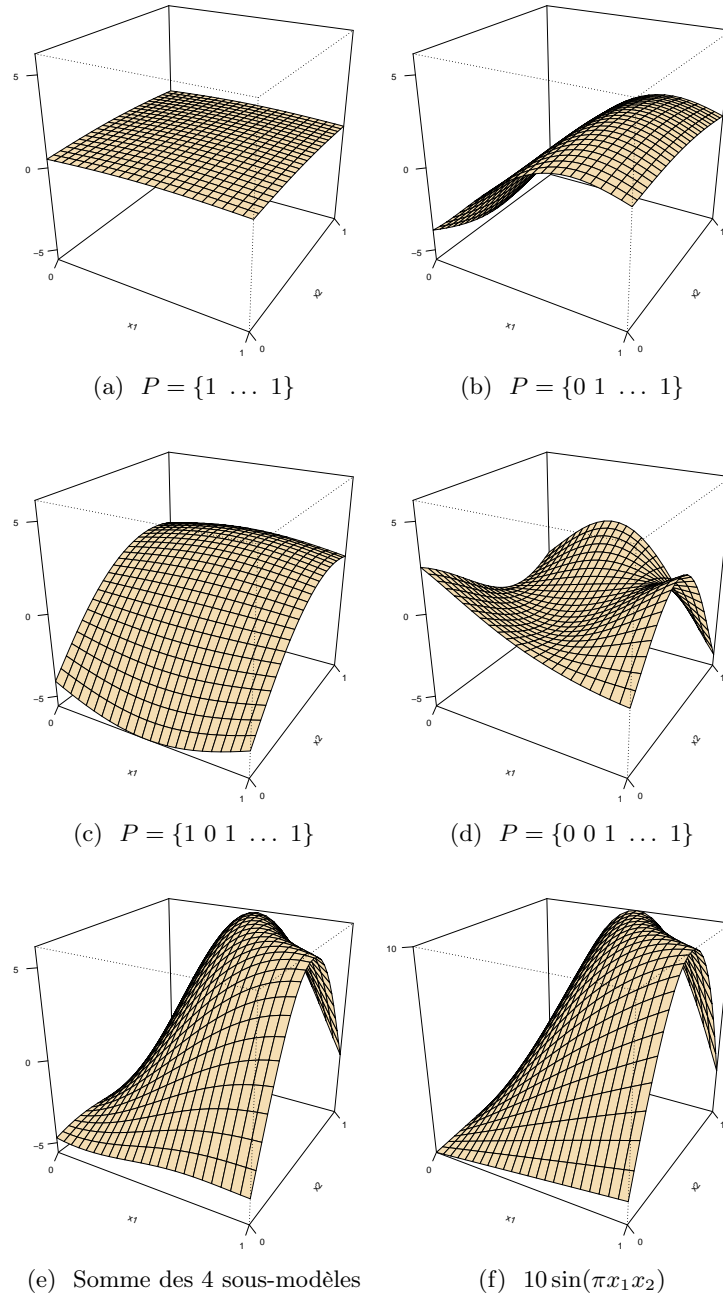 5
0
−5
0
x1
1
0
x2
1
5
0
−5
0
x1
1
0
x2
1
(a) P = {1 … 1}
(b) P = {0 1 … 1}
5
0
−5
0
x1
1
0
x2
1
5
0
−5
0
x1
1
0
x2
1
(c) P = {1 0 1 … 1}
(d) P = {0 0 1 … 1}
5
0
−5
0
x1
1
0
x2
1
10
0
x1
1
0
x2
1
(e) Somme des 4 sous-modèles
(f) 10 sin(πx₁x₂)